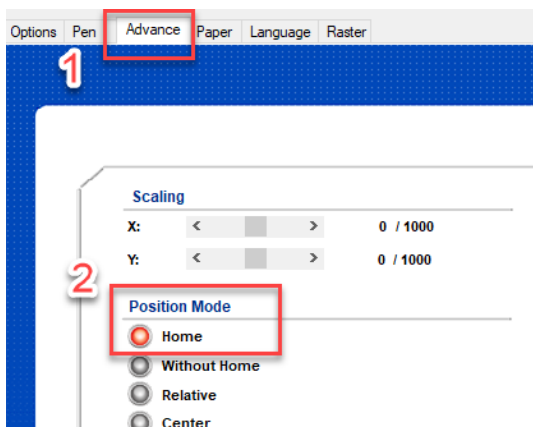 Options Pen Advance Paper Language Raster
1
Scaling
X: < > 0 / 1000
Y: < > 0 / 1000
2
Position Mode
Home
Without Home
Relative
Center